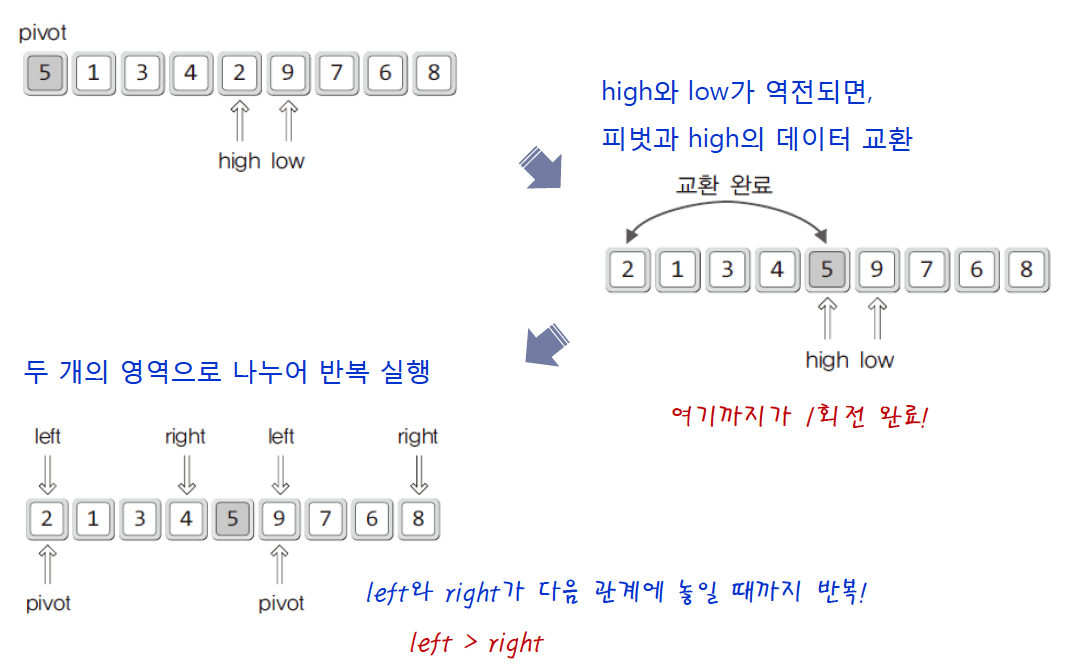 pivot
5 1 3 4 2 9 7 6 8
high low
high와 low가 역전되면,
피벗과 high의 데이터 교환
교환 완료
2 1 3 4 5 9 7 6 8
high low
여기까지가 1회전 완료!
두 개의 영역으로 나누어 반복 실행
left right left right
2 1 3 4 5 9 7 6 8
pivot pivot
left와 right가 다음 관계에 놓일 때까지 반복!
left > right